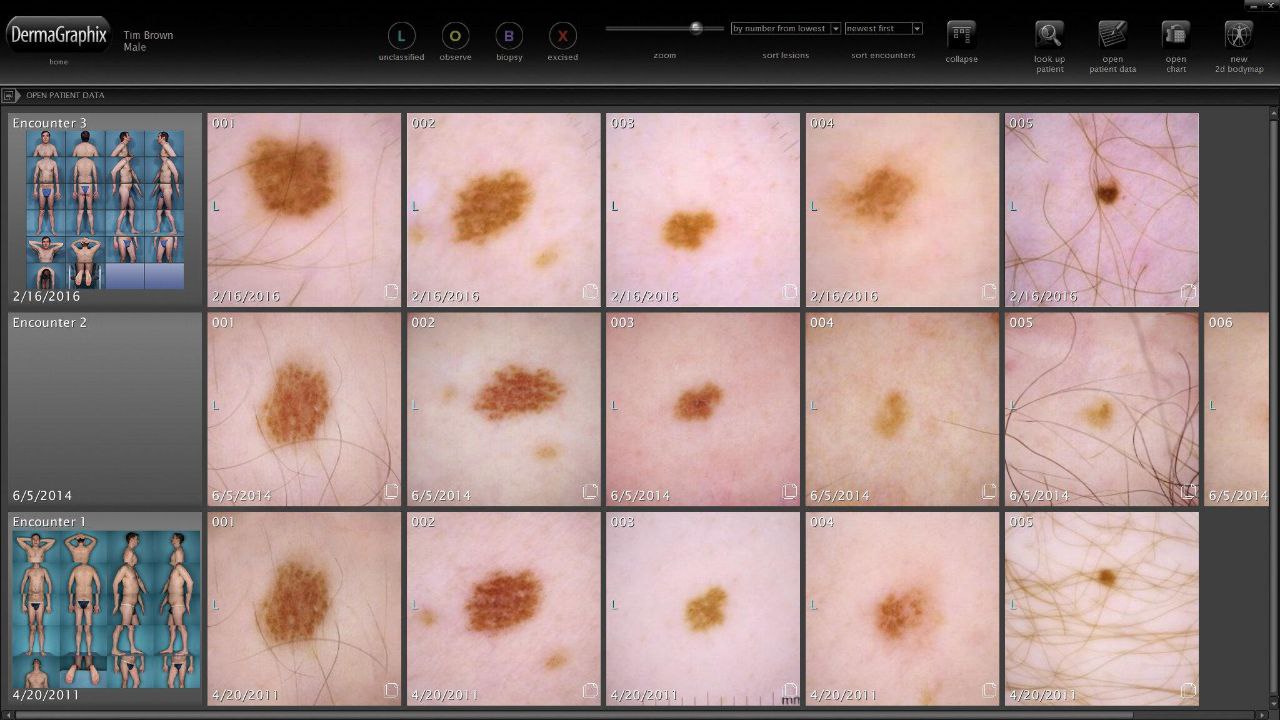 DermaGraphix
home
Tim Brown
Male
L
unclassified
O
observe
B
biopsy
X
excised
zoom
by number from lowest
sort lesions
newest first
sort encounters
collapse
look up
patient
open
patient data
open
chart
new
2d bodymap
OPEN PATIENT DATA
Encounter 3
2/16/2016
001
L
2/16/2016
002
L
2/16/2016
003
L
2/16/2016
004
L
2/16/2016
005
L
2/16/2016
Encounter 2
6/5/2014
001
L
6/5/2014
002
L
6/5/2014
003
L
6/5/2014
004
L
6/5/2014
005
L
6/5/2014
006
L
6/5/2014
Encounter 1
4/20/2011
001
L
4/20/2011
002
L
4/20/2011
003
L
4/20/2011
mm
004
L
4/20/2011
005
L
4/20/2011